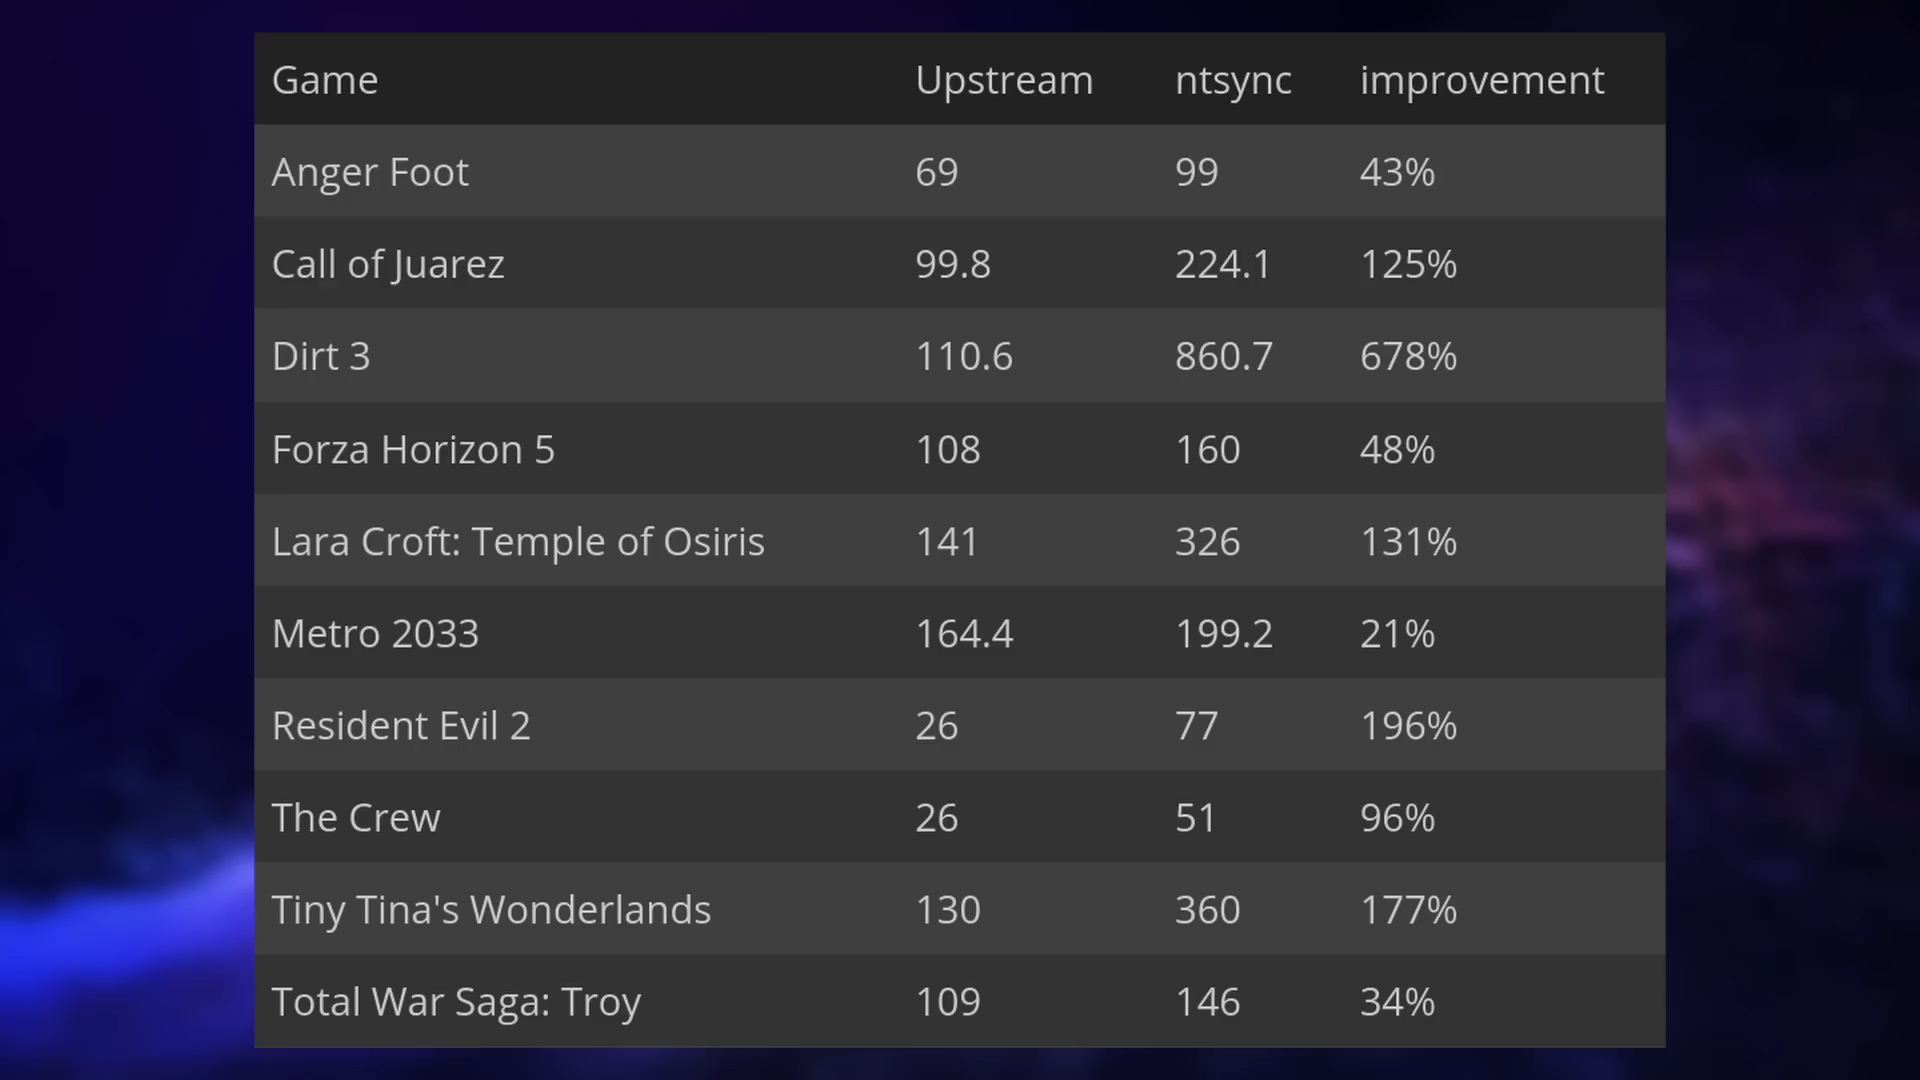 Game Upstream ntsync improvement
Anger Foot 69 99 43%
Call of Juarez 99.8 224.1 125%
Dirt 3 110.6 860.7 678%
Forza Horizon 5 108 160 48%
Lara Croft: Temple of Osiris 141 326 131%
Metro 2033 164.4 199.2 21%
Resident Evil 2 26 77 196%
The Crew 26 51 96%
Tiny Tina's Wonderlands 130 360 177%
Total War Saga: Troy 109 146 34%